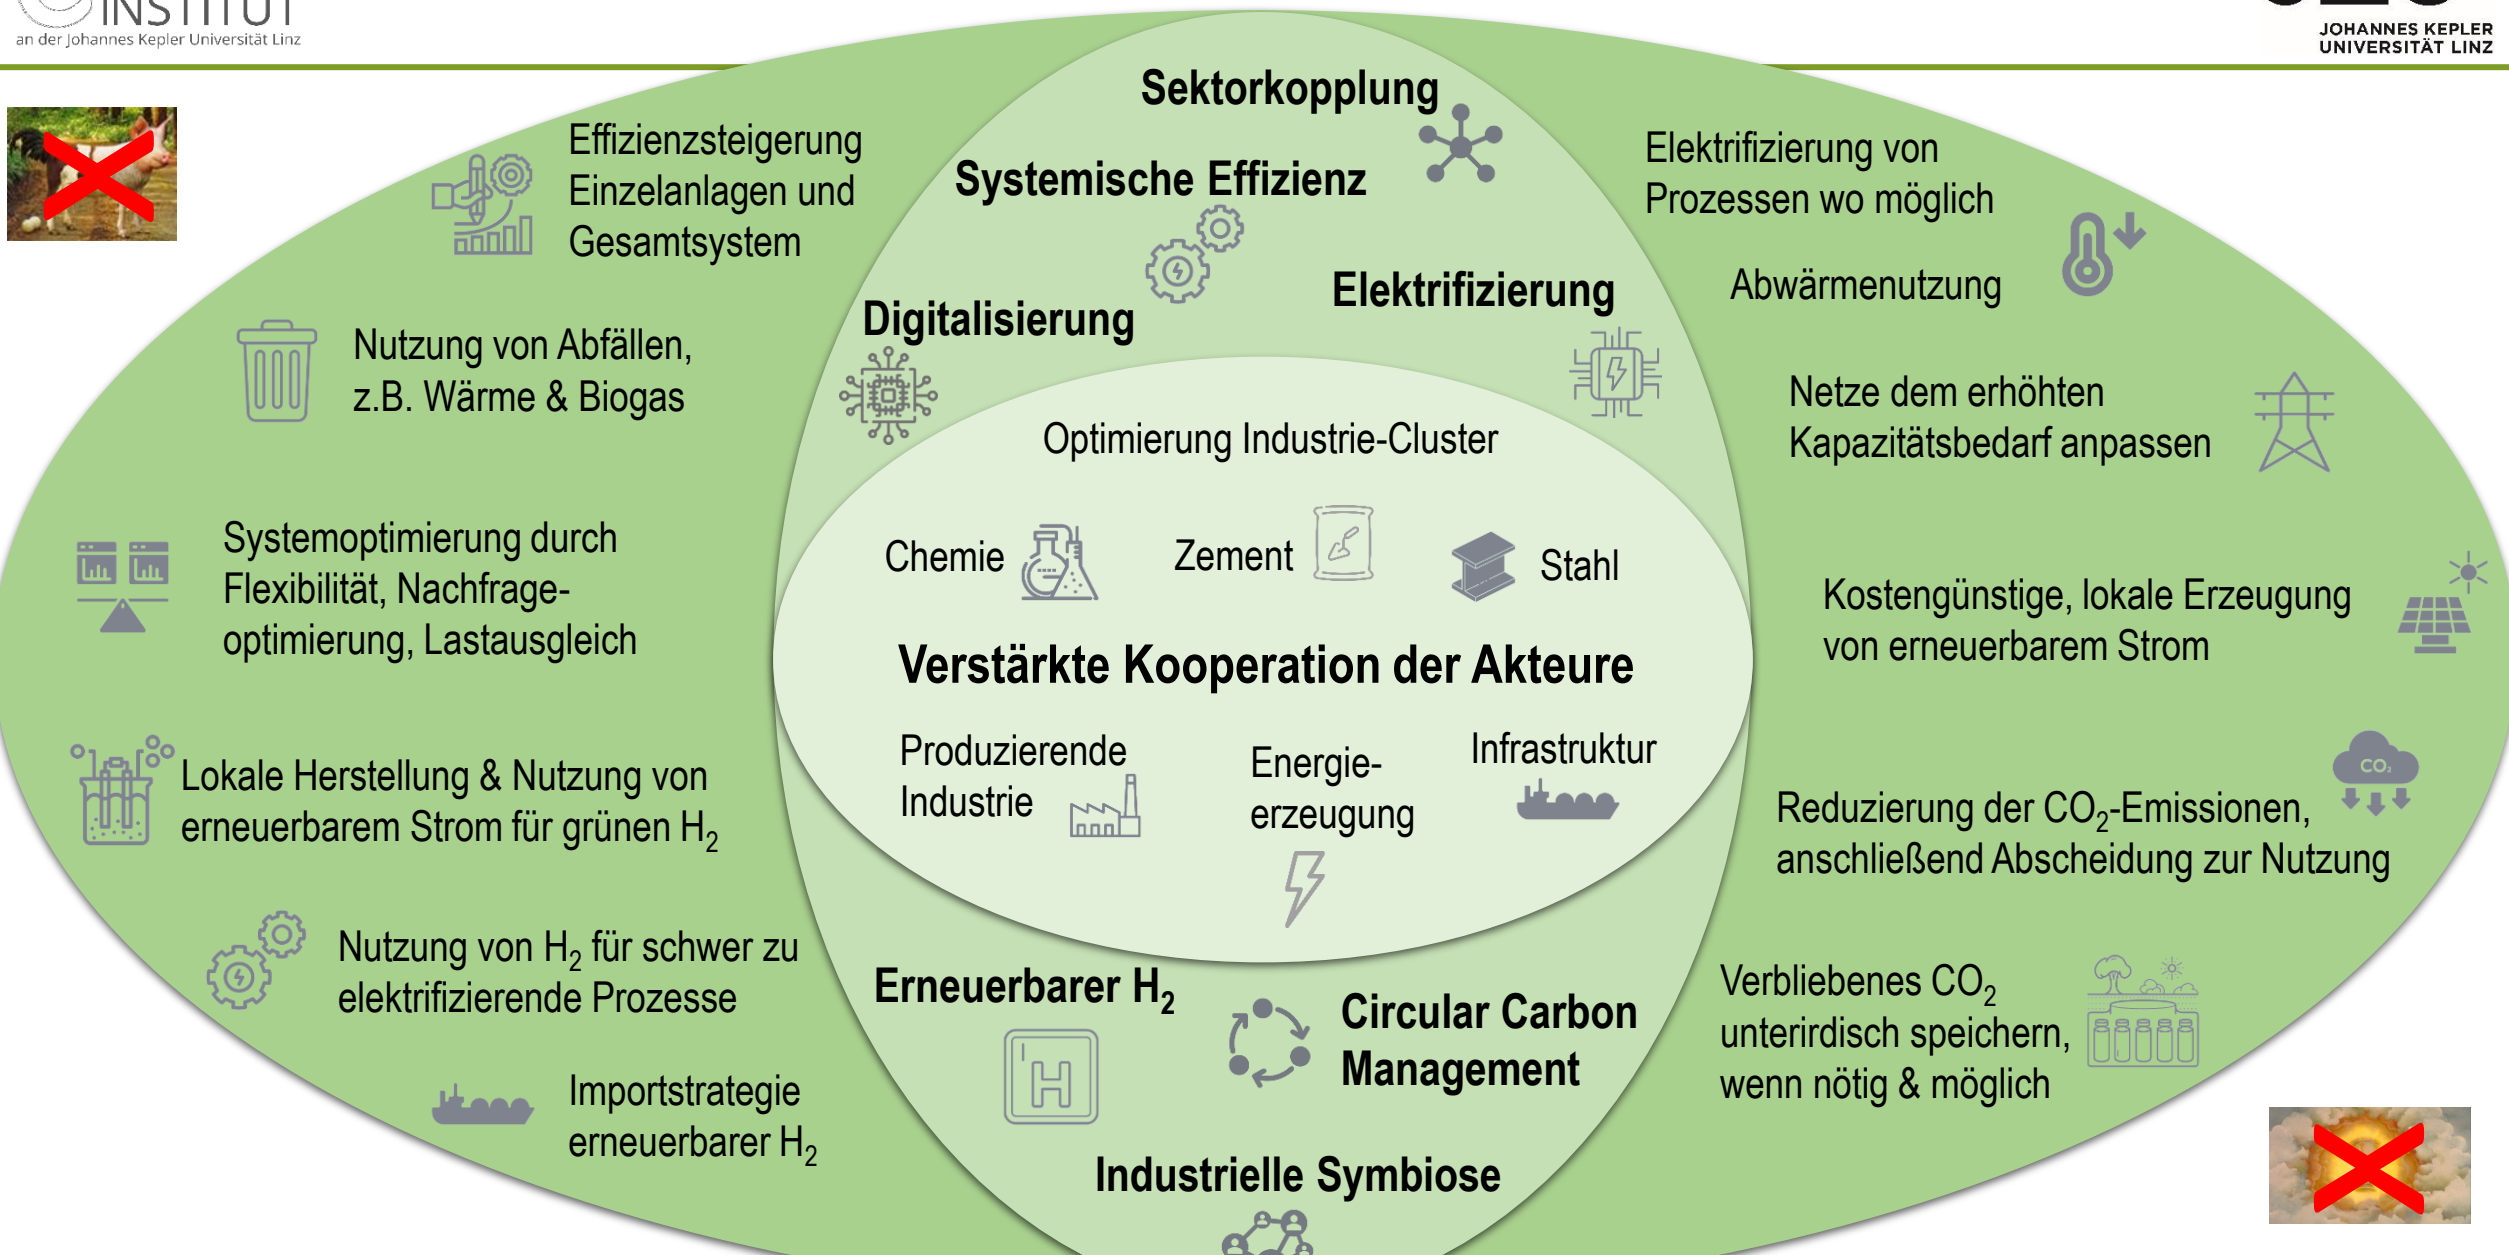 INSTITUT
an der Johannes Kepler Universität Linz
JOHANNES KEPLER
UNIVERSITÄT LINZ
Sektorkopplung
Systemische Effizienz
Digitalisierung
Elektrifizierung
Effizienzsteigerung
Einzelanlagen und
Gesamtsystem
Nutzung von Abfällen,
z.B. Wärme & Biogas
Systemoptimierung durch
Flexibilität, Nachfrage-
optimierung, Lastausgleich
Lokale Herstellung & Nutzung von
erneuerbarem Strom für grünen H₂
Nutzung von H₂ für schwer zu
elektrifizierende Prozesse
Importstrategie
erneuerbarer H₂
Optimierung Industrie-Cluster
Chemie
Zement
Stahl
Verstärkte Kooperation der Akteure
Produzierende
Industrie
Energie-
erzeugung
Infrastruktur
Erneuerbarer H₂
H
Circular Carbon
Management
Industrielle Symbiose
Elektrifizierung von
Prozessen wo möglich
Abwärmenutzung
Netze dem erhöhten
Kapazitätsbedarf anpassen
Kostengünstige, lokale Erzeugung
von erneuerbarem Strom
CO₂
Reduzierung der CO₂-Emissionen,
anschließend Abscheidung zur Nutzung
Verbliebenes CO₂
unterirdisch speichern,
wenn nötig & möglich